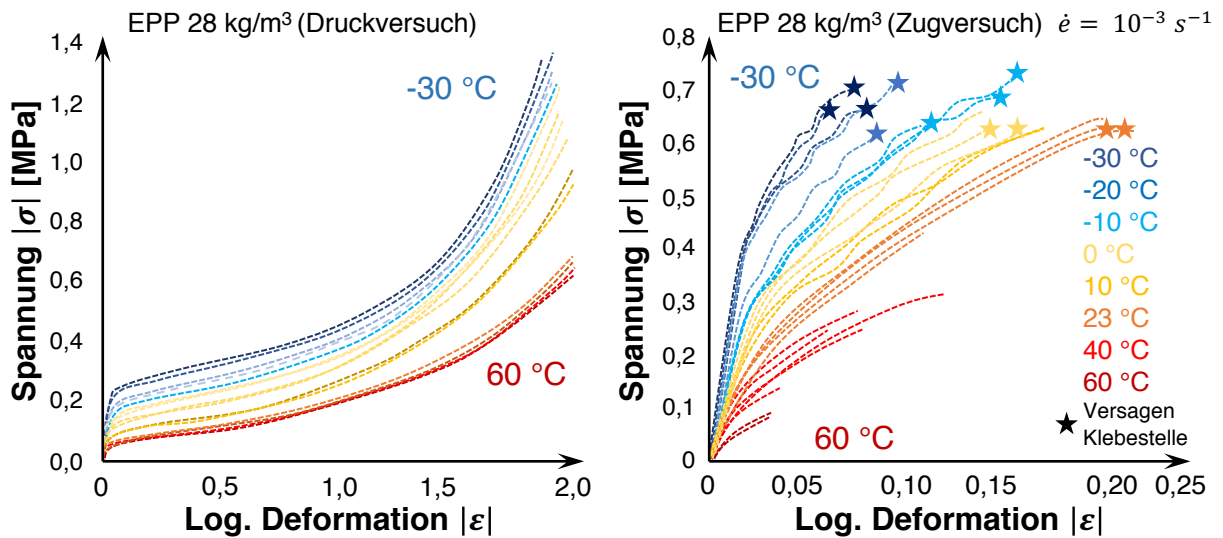 EPP 28 kg/m³ (Druckversuch)
1,4
1,2
1,0
0,8
0,6
0,4
0,2
0,0
Spannung |σ| [MPa]
-30 °C
60 °C
0
0,5
1,0
1,5
2,0
Log. Deformation |ε|
EPP 28 kg/m³ (Zugversuch) ė = 10⁻³ s⁻¹
0,8
0,7
0,6
0,5
0,4
0,3
0,2
0,1
0
Spannung |σ| [MPa]
-30 °C
60 °C
-30 °C
-20 °C
-10 °C
0 °C
10 °C
23 °C
40 °C
60 °C
Versagen
Klebestelle
0
0,05
0,10
0,15
0,20
0,25
Log. Deformation |ε|